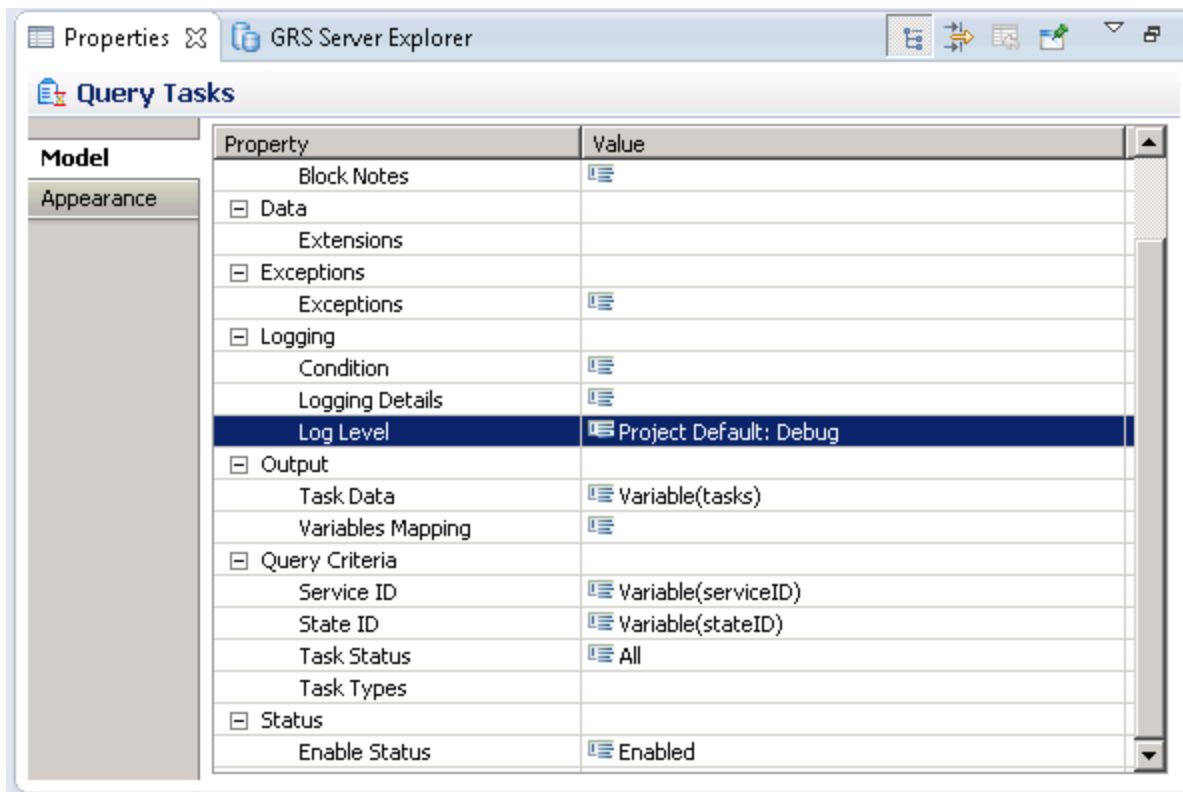 Properties GRS Server Explorer
Query Tasks
Model
Appearance
Property Value
Block Notes
Data
Extensions
Exceptions
Exceptions
Logging
Condition
Logging Details
Log Level Project Default: Debug
Output
Task Data Variable(tasks)
Variables Mapping
Query Criteria
Service ID Variable(serviceID)
State ID Variable(stateID)
Task Status All
Task Types
Status
Enable Status Enabled